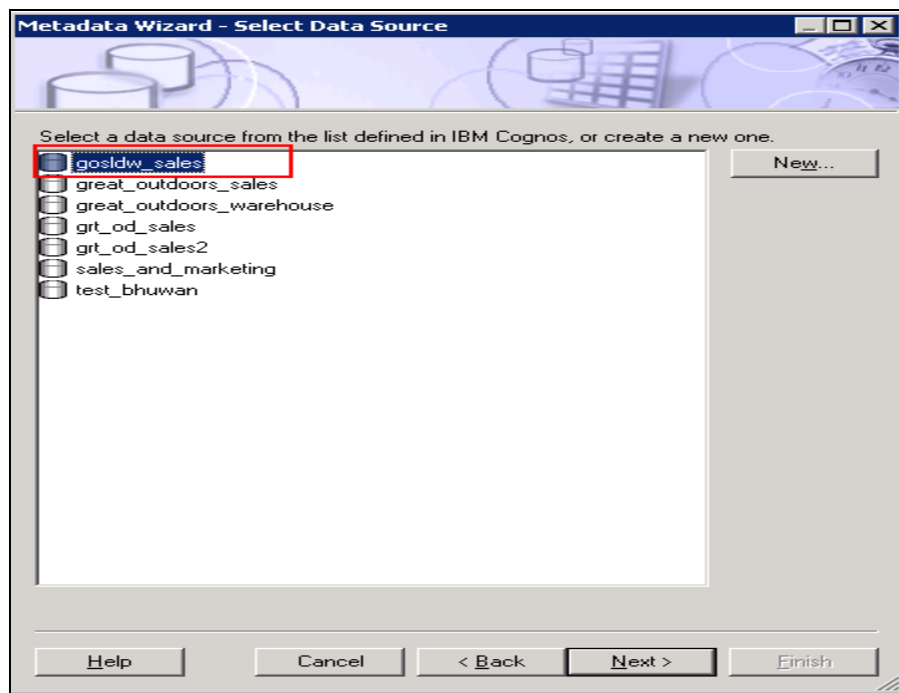 Metadata Wizard - Select Data Source
Select a data source from the list defined in IBM Cognos, or create a new one.
gosldw_sales
New...
great_outdoors_sales
great_outdoors_warehouse
grt_od_sales
grt_od_sales2
sales_and_marketing
test_bhuwan
Help
Cancel
< Back
Next >
Finish